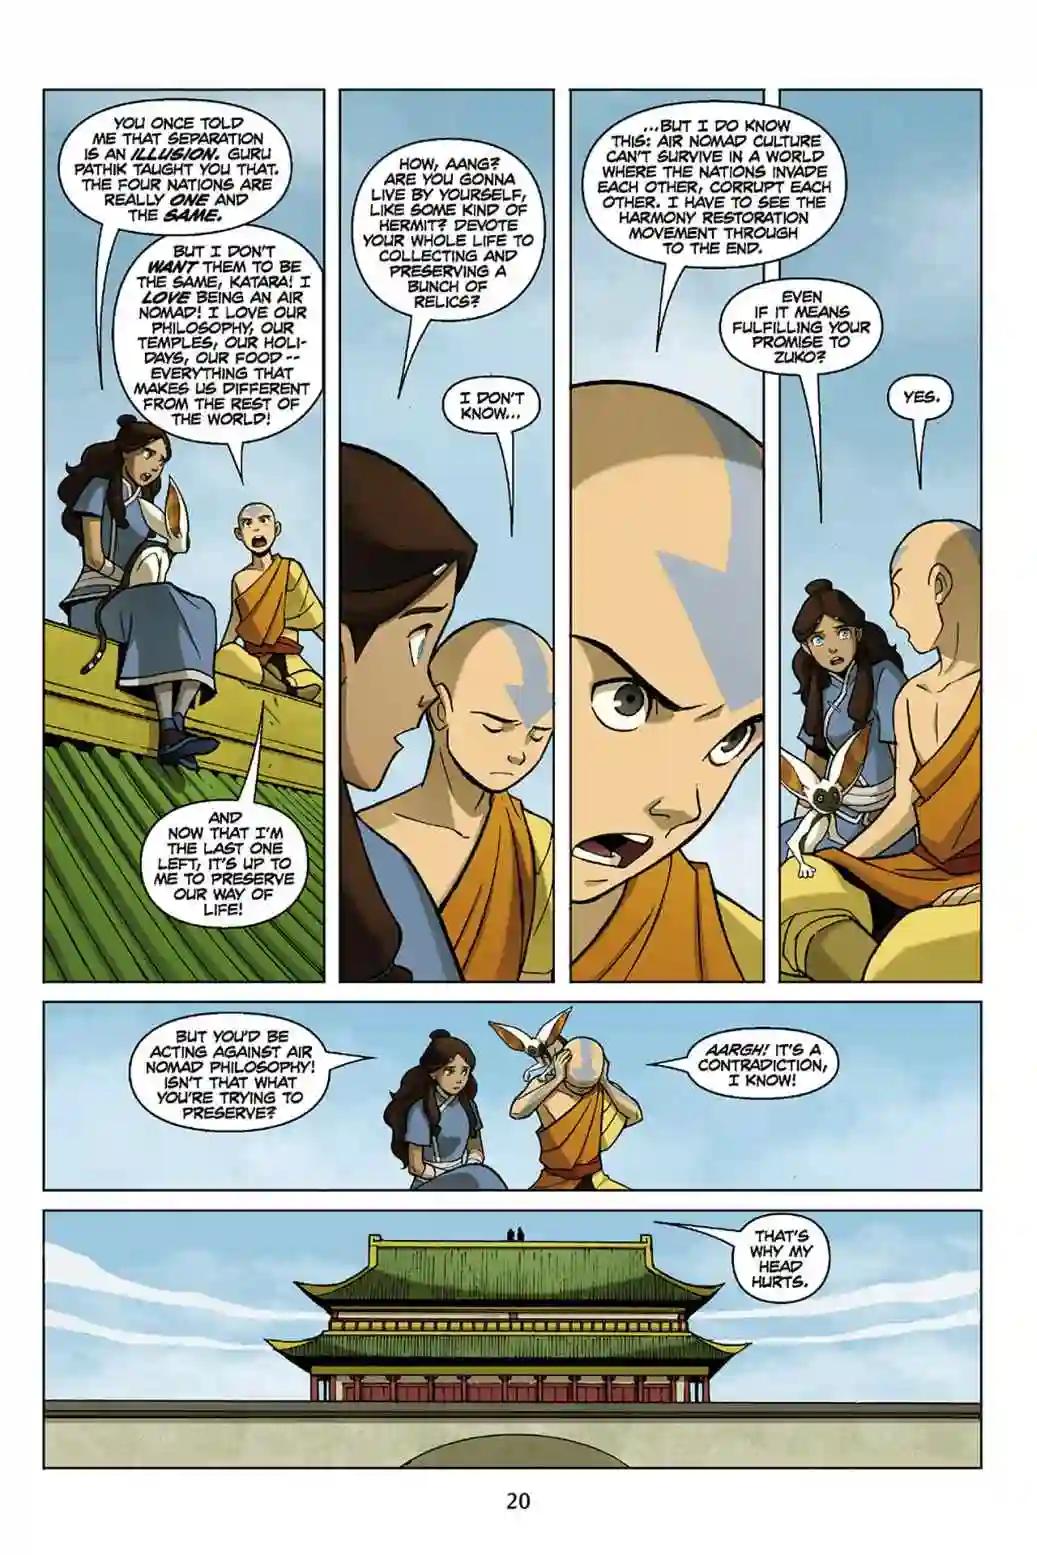 YOU ONCE TOLD
ME THAT SEPARATION
IS AN ILLUSION. GURU
PATHIK TAUGHT YOU THAT.
THE FOUR NATIONS ARE
REALLY ONE AND
THE SAME.
BUT I DON'T
WANT THEM TO BE
THE SAME, KATARA! I
LOVE BEING AN AIR
NOMAD! I LOVE OUR
PHILOSOPHY, OUR
TEMPLES, OUR HOLI-
DAYS, OUR FOOD --
EVERYTHING THAT
MAKES US DIFFERENT
FROM THE REST OF
THE WORLD!
AND
NOW THAT I'M
THE LAST ONE
LEFT, IT'S UP TO
ME TO PRESERVE
OUR WAY OF
LIFE!
HOW, AANG?
ARE YOU GONNA
LIVE BY YOURSELF,
LIKE SOME KIND OF
HERMIT? DEVOTE
YOUR WHOLE LIFE TO
COLLECTING AND
PRESERVING A
BUNCH OF
RELICS?
I DON'T
KNOW...
...BUT I DO KNOW
THIS: AIR NOMAD CULTURE
CAN'T SURVIVE IN A WORLD
WHERE THE NATIONS INVADE
EACH OTHER, CORRUPT EACH
OTHER. I HAVE TO SEE THE
HARMONY RESTORATION
MOVEMENT THROUGH
TO THE END.
EVEN
IF IT MEANS
FULFILLING YOUR
PROMISE TO
ZUKO?
YES.
BUT YOU'D BE
ACTING AGAINST AIR
NOMAD PHILOSOPHY!
ISN'T THAT WHAT
YOU'RE TRYING TO
PRESERVE?
AARGH! IT'S A
CONTRADICTION,
I KNOW!
THAT'S
WHY MY
HEAD
HURTS.
20